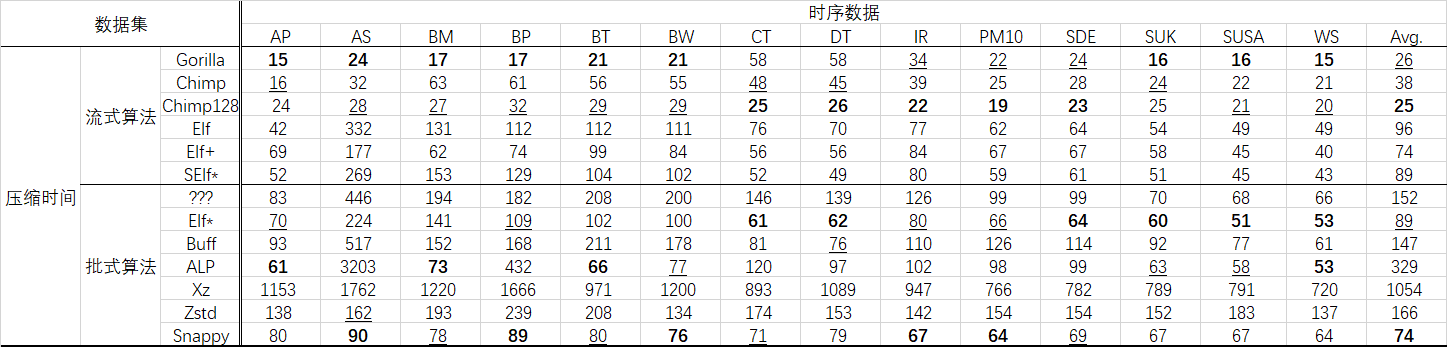 数据集 时序数据
AP AS BM BP BT BW CT DT IR PM10 SDE SUK SUSA WS Avg.
压缩时间 流式算法 Gorilla 15 24 17 17 21 21 58 58 34 22 24 16 16 15 26
Chimp 16 32 63 61 56 55 48 45 39 25 28 24 22 21 38
Chimp128 24 28 27 32 29 29 25 26 22 19 23 25 21 20 25
Elf 42 332 131 112 112 111 76 70 77 62 64 54 49 49 96
Elf+ 69 177 62 74 99 84 56 56 84 67 67 58 45 40 74
SElf* 52 269 153 129 104 102 52 49 80 59 61 51 45 43 89
批式算法 ??? 83 446 194 182 208 200 146 139 126 99 99 70 68 66 152
Elf* 70 224 141 109 102 100 61 62 80 66 64 60 51 53 89
Buff 93 517 152 168 211 178 81 76 110 126 114 92 77 61 147
ALP 61 3203 73 432 66 77 120 97 102 98 99 63 58 53 329
Xz 1153 1762 1220 1666 971 1200 893 1089 947 766 782 789 791 720 1054
Zstd 138 162 193 239 208 134 174 153 142 154 154 152 183 137 166
Snappy 80 90 78 89 80 76 71 79 67 64 69 67 67 64 74